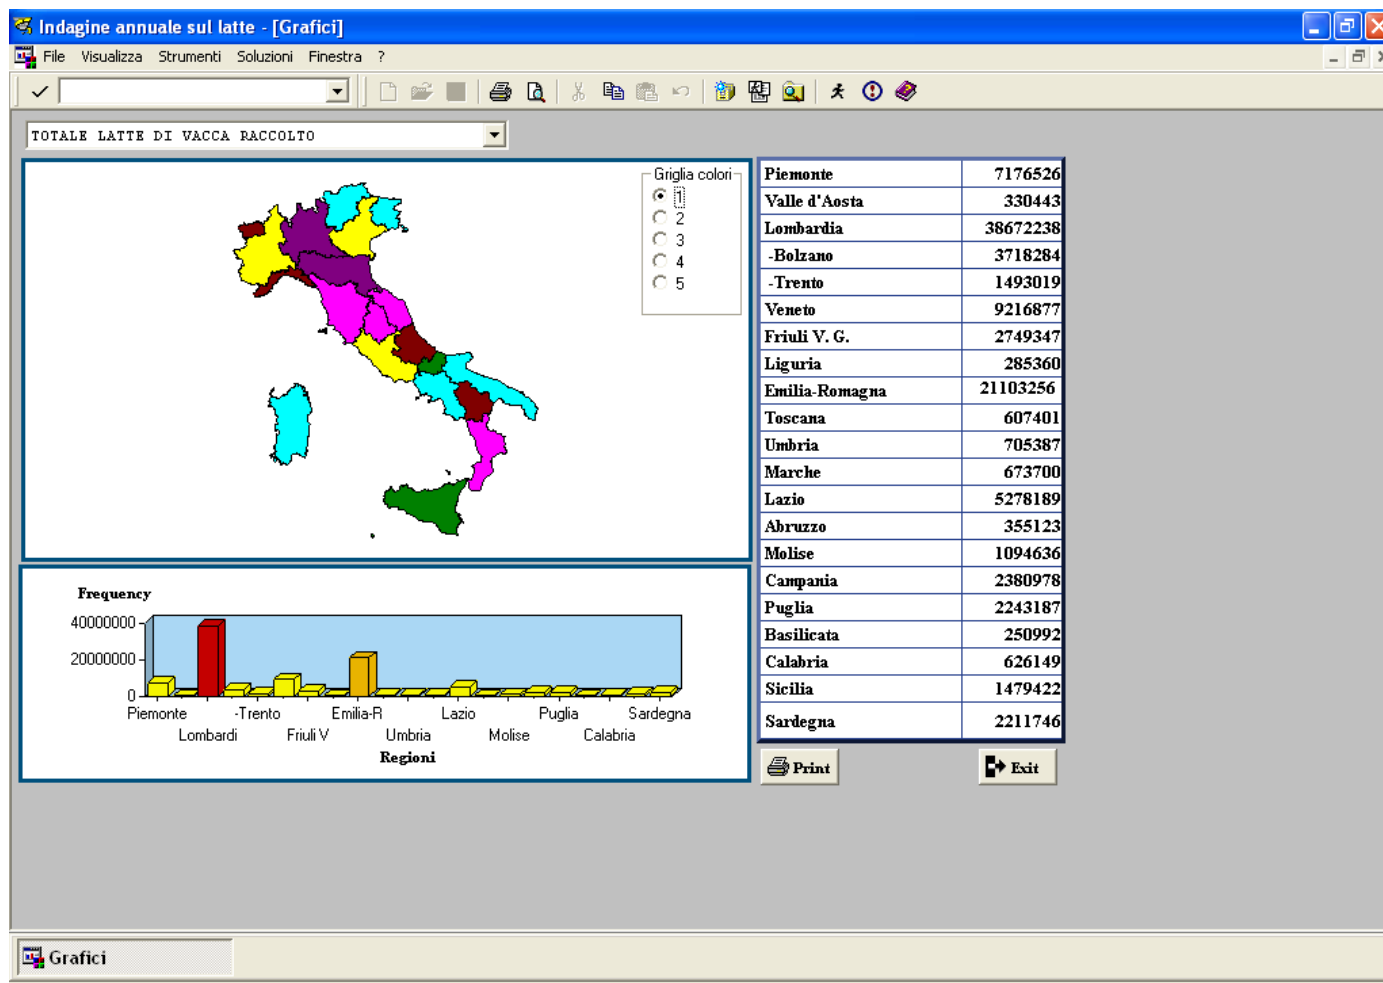 Indagine annuale sul latte - [Grafici]
File Visualizza Strumenti Soluzioni Finestra ?
TOTALE LATTE DI VACCA RACCOLTO
Griglia colori
1
2
3
4
5
Piemonte 7176526
Valle d'Aosta 330443
Lombardia 38672238
-Bolzano 3718284
-Trento 1493019
Veneto 9216877
Friuli V. G. 2749347
Liguria 285360
Emilia-Romagna 21103256
Toscana 607401
Umbria 705387
Marche 673700
Lazio 5278189
Abruzzo 355123
Molise 1094636
Campania 2380978
Puglia 2243187
Basilicata 250992
Calabria 626149
Sicilia 1479422
Sardegna 2211746
Frequency
40000000
20000000
0
Piemonte -Trento Emilia-R Lazio Puglia Sardegna
Lombardi Friuli V Umbria Molise Calabria
Regioni
Print Exit
Grafici